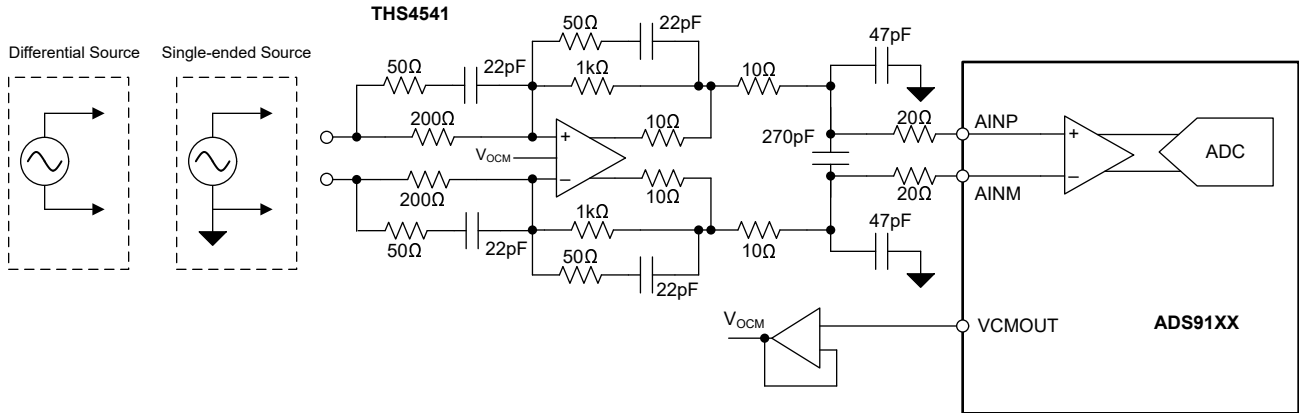 THS4541
Differential Source
Single-ended Source
50Ω
22pF
50Ω
22pF
1kΩ
200Ω
10Ω
10Ω
47pF
20Ω
AINP
+
VOCM
−
270pF
+
−
ADC
200Ω
10Ω
20Ω
AINM
50Ω
22pF
1kΩ
10Ω
47pF
50Ω
22pF
VOCM
VCMOUT
ADS91XX